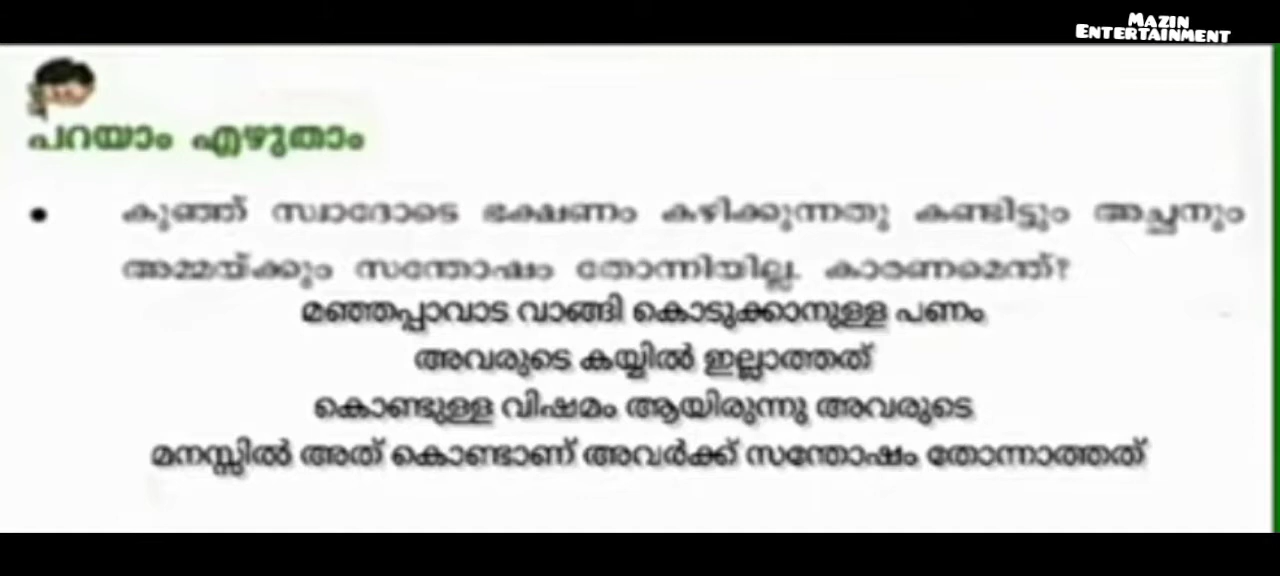 MAZIN
ENTERTAINMENT
പറയാം എഴുതാം
• കുഞ്ഞ് സ്വാദോടെ ഭക്ഷണം കഴിക്കുന്നതു കണ്ടിട്ടും അച്ഛനും
അമ്മയ്ക്കും സന്തോഷം തോന്നിയില്ല. കാരണമെന്ത്?
മഞ്ഞപ്പാവാട വാങ്ങി കൊടുക്കാനുള്ള പണം
അവരുടെ കയ്യിൽ ഇല്ലാത്തത്
കൊണ്ടുള്ള വിഷമം ആയിരുന്നു അവരുടെ
മനസ്സിൽ അത് കൊണ്ടാണ് അവർക്ക് സന്തോഷം തോന്നാത്തത്